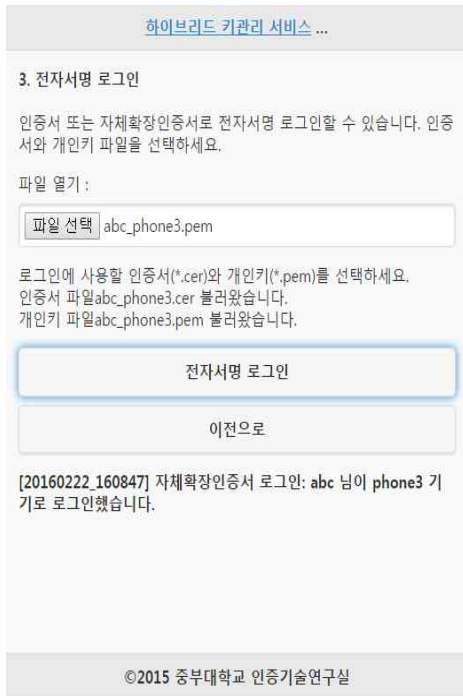 하이브리드 키관리 서비스 ...
3. 전자서명 로그인
인증서 또는 자체확장인증서로 전자서명 로그인할 수 있습니다. 인증
서와 개인키 파일을 선택하세요.
파일 열기 :
파일 선택 abc_phone3.pem
로그인에 사용할 인증서(*.cer)와 개인키(*.pem)를 선택하세요.
인증서 파일abc_phone3.cer 불러왔습니다.
개인키 파일abc_phone3.pem 불러왔습니다.
전자서명 로그인
이전으로
[20160222_160847] 자체확장인증서 로그인: abc 님이 phone3 기
기로 로그인했습니다.
©2015 중부대학교 인증기술연구실